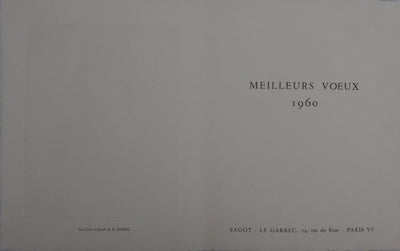 MEILLEURS VOEUX
1960
SAGOT - LE GARREC, 24, rue du Four - PARIS VIᵉ